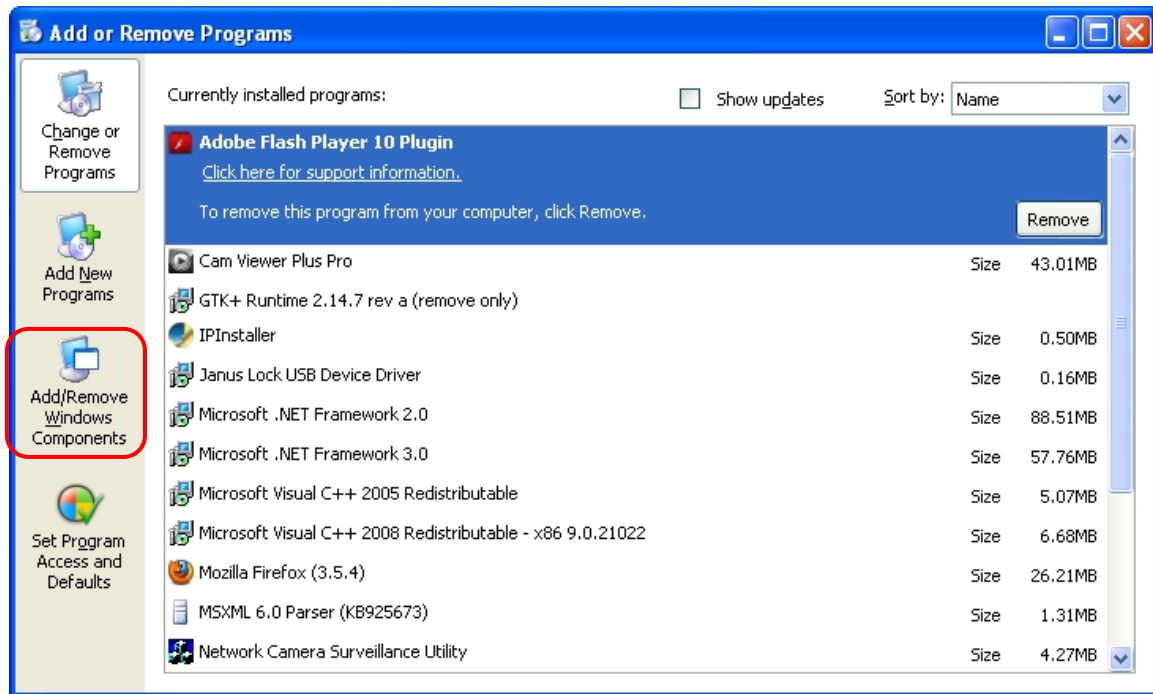 Add or Remove Programs
Change or
Remove
Programs
Add New
Programs
Add/Remove
Windows
Components
Set Program
Access and
Defaults
Currently installed programs:
Show updates
Sort by: Name
Adobe Flash Player 10 Plugin
Click here for support information.
To remove this program from your computer, click Remove.
Remove
Cam Viewer Plus Pro Size 43.01MB
GTK+ Runtime 2.14.7 rev a (remove only)
IPInstaller Size 0.50MB
Janus Lock USB Device Driver Size 0.16MB
Microsoft .NET Framework 2.0 Size 88.51MB
Microsoft .NET Framework 3.0 Size 57.76MB
Microsoft Visual C++ 2005 Redistributable Size 5.07MB
Microsoft Visual C++ 2008 Redistributable - x86 9.0.21022 Size 6.68MB
Mozilla Firefox (3.5.4) Size 26.21MB
MSXML 6.0 Parser (KB925673) Size 1.31MB
Network Camera Surveillance Utility Size 4.27MB